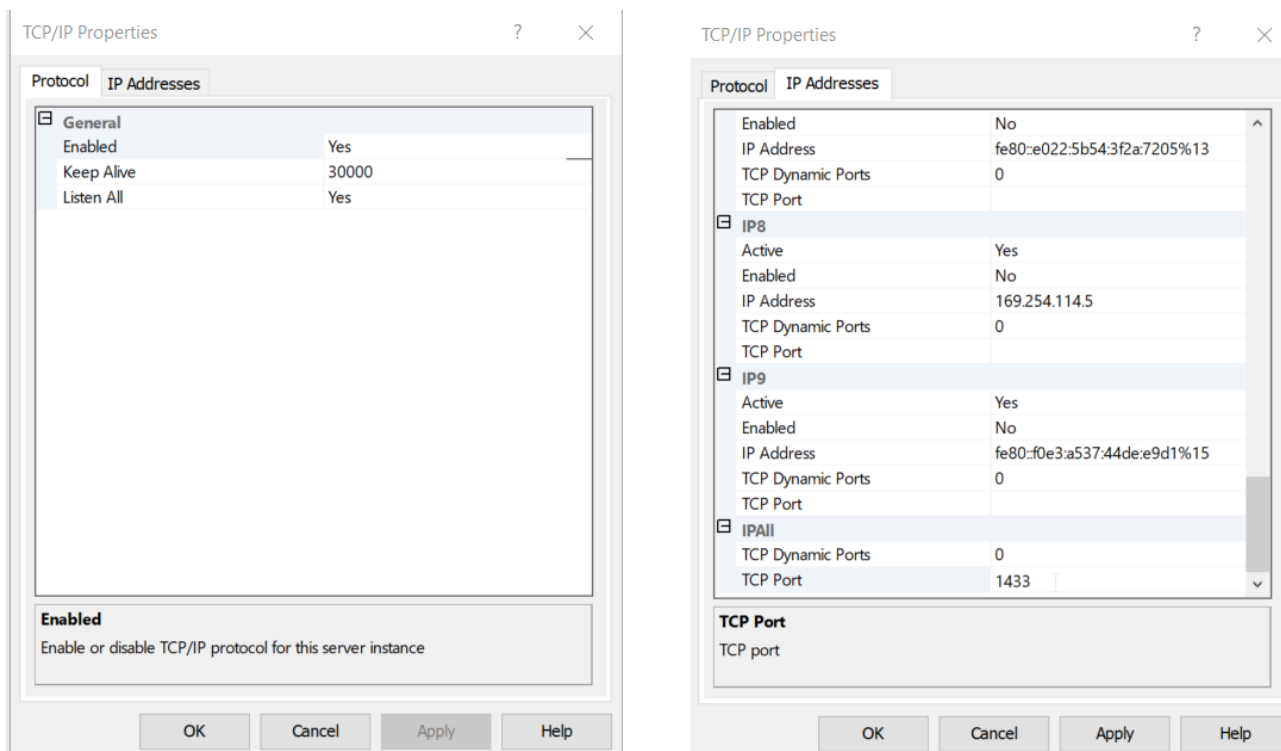 TCP/IP Properties ?
Protocol IP Addresses
General
Enabled Yes
Keep Alive 30000
Listen All Yes
Enabled
Enable or disable TCP/IP protocol for this server instance
OK Cancel Apply Help
TCP/IP Properties ?
Protocol IP Addresses
Enabled No
IP Address fe80::e022:5b54:3f2a:7205%13
TCP Dynamic Ports 0
TCP Port
IP8
Active Yes
Enabled No
IP Address 169.254.114.5
TCP Dynamic Ports 0
TCP Port
IP9
Active Yes
Enabled No
IP Address fe80::f0e3:a537:44de:e9d1%15
TCP Dynamic Ports 0
TCP Port
IPAll
TCP Dynamic Ports 0
TCP Port 1433
TCP Port
TCP port
OK Cancel Apply Help